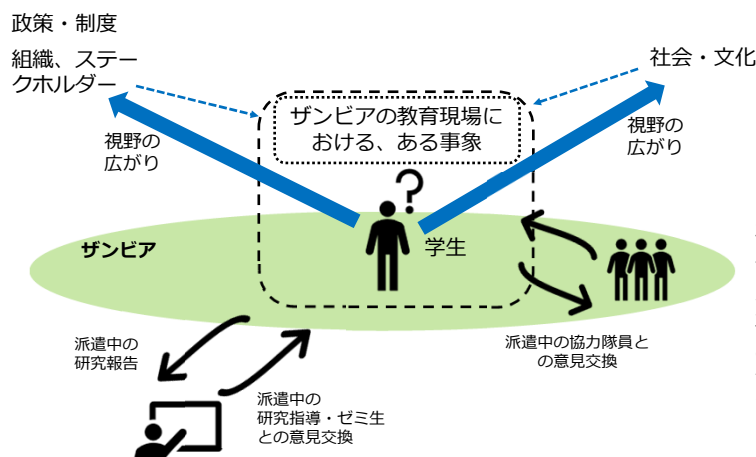 政策・制度
組織、ステー
クホルダー
社会・文化
ザンビアの教育現場に
おける、ある事象
視野の
広がり
視野の
広がり
?
学生
ザンビア
派遣中の
研究報告
派遣中の協力隊員と
の意見交換
派遣中の
研究指導・ゼミ生
との意見交換